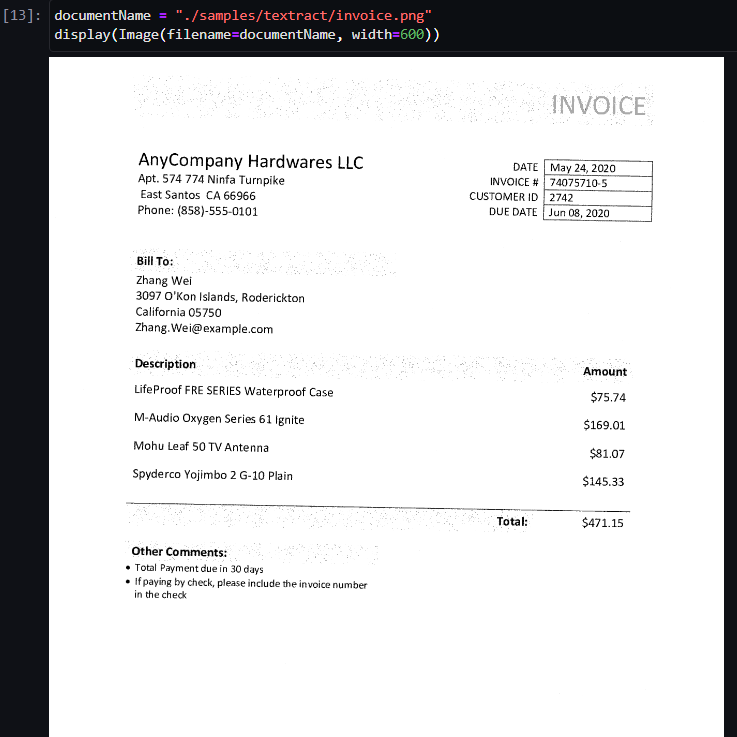 [13]: documentName = "./samples/textract/invoice.png"
display(Image(filename=documentName, width=600))
INVOICE
AnyCompany Hardwares LLC
Apt. 574 774 Ninfa Turnpike
East Santos CA 66966
Phone: (858)-555-0101
DATE May 24, 2020
INVOICE # 74075710-5
CUSTOMER ID 2742
DUE DATE Jun 08, 2020
Bill To:
Zhang Wei
3097 O'Kon Islands, Roderickton
California 05750
Zhang.Wei@example.com
Description Amount
LifeProof FRE SERIES Waterproof Case $75.74
M-Audio Oxygen Series 61 Ignite $169.01
Mohu Leaf 50 TV Antenna $81.07
Spyderco Yojimbo 2 G-10 Plain $145.33
Total: $471.15
Other Comments:
• Total Payment due in 30 days
• If paying by check, please include the invoice number
in the check